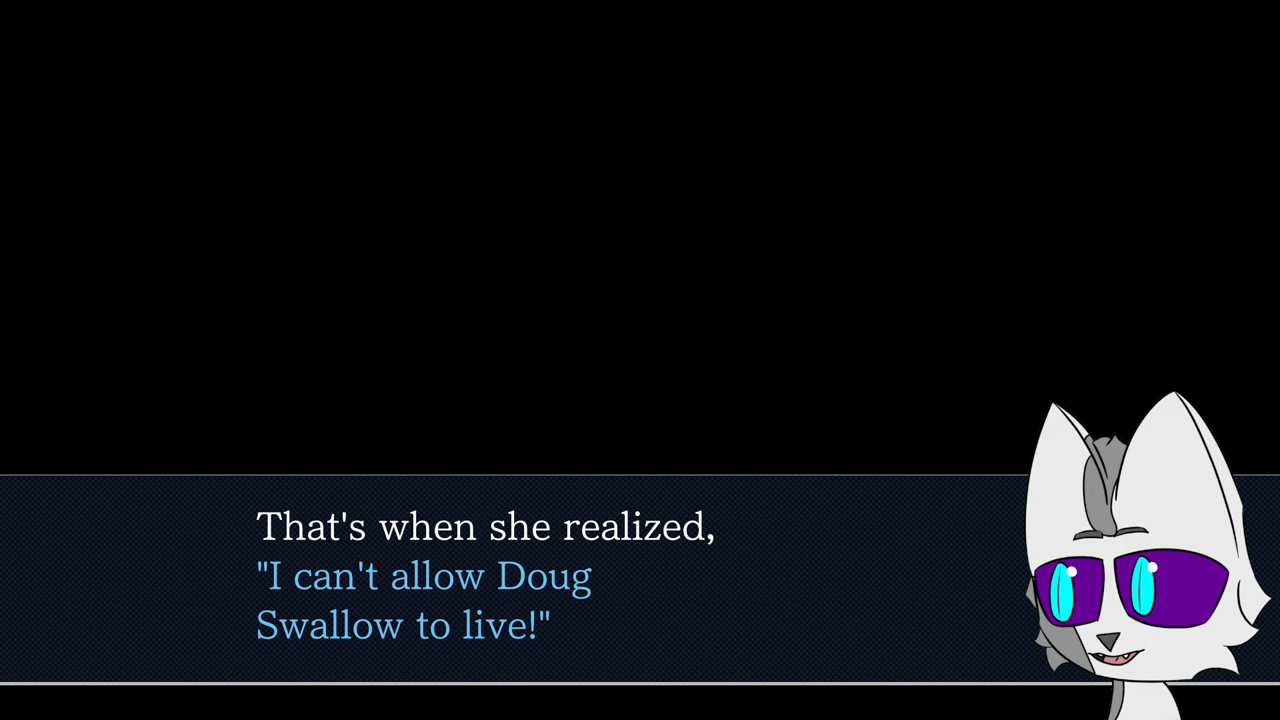 That's when she realized,
"I can't allow Doug
Swallow to live!"